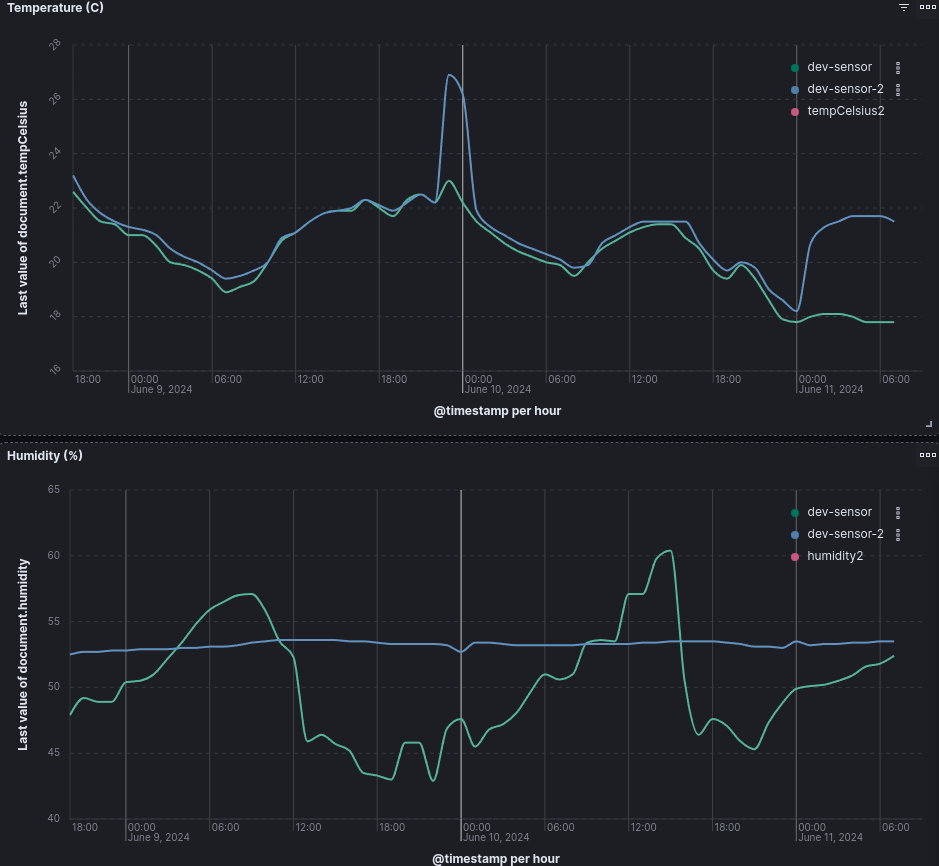 Temperature (C)
Last value of document.tempCelsius
28
26
24
22
20
18
16
dev-sensor
dev-sensor-2
tempCelsius2
18:00 00:00 06:00 12:00 18:00 00:00 06:00 12:00 18:00 00:00 06:00
June 9, 2024 June 10, 2024 June 11, 2024
@timestamp per hour
Humidity (%)
Last value of document.humidity
65
60
55
50
45
40
dev-sensor
dev-sensor-2
humidity2
18:00 00:00 06:00 12:00 18:00 00:00 06:00 12:00 18:00 00:00 06:00
June 9, 2024 June 10, 2024 June 11, 2024
@timestamp per hour